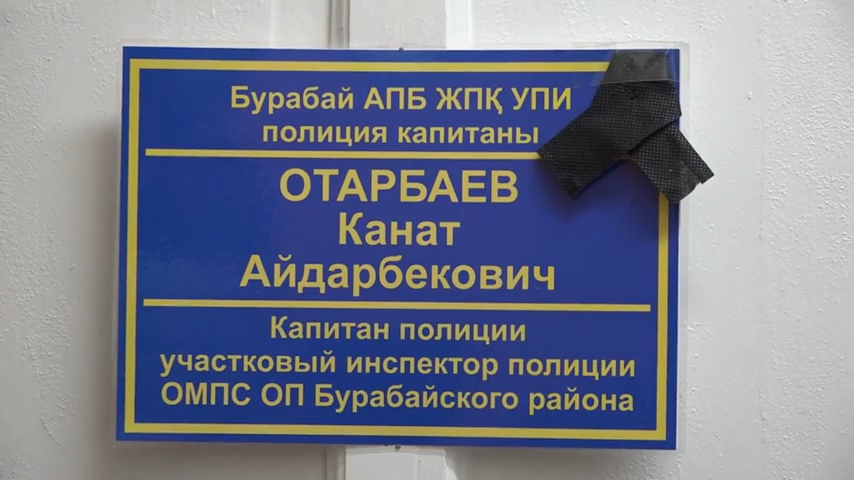 Бурабай АПБ ЖПҚ УПИ
полиция капитаны
ОТАРБАЕВ
Канат
Айдарбекович
Капитан полиции
участковый инспектор полиции
ОМПС ОП Бурабайского района